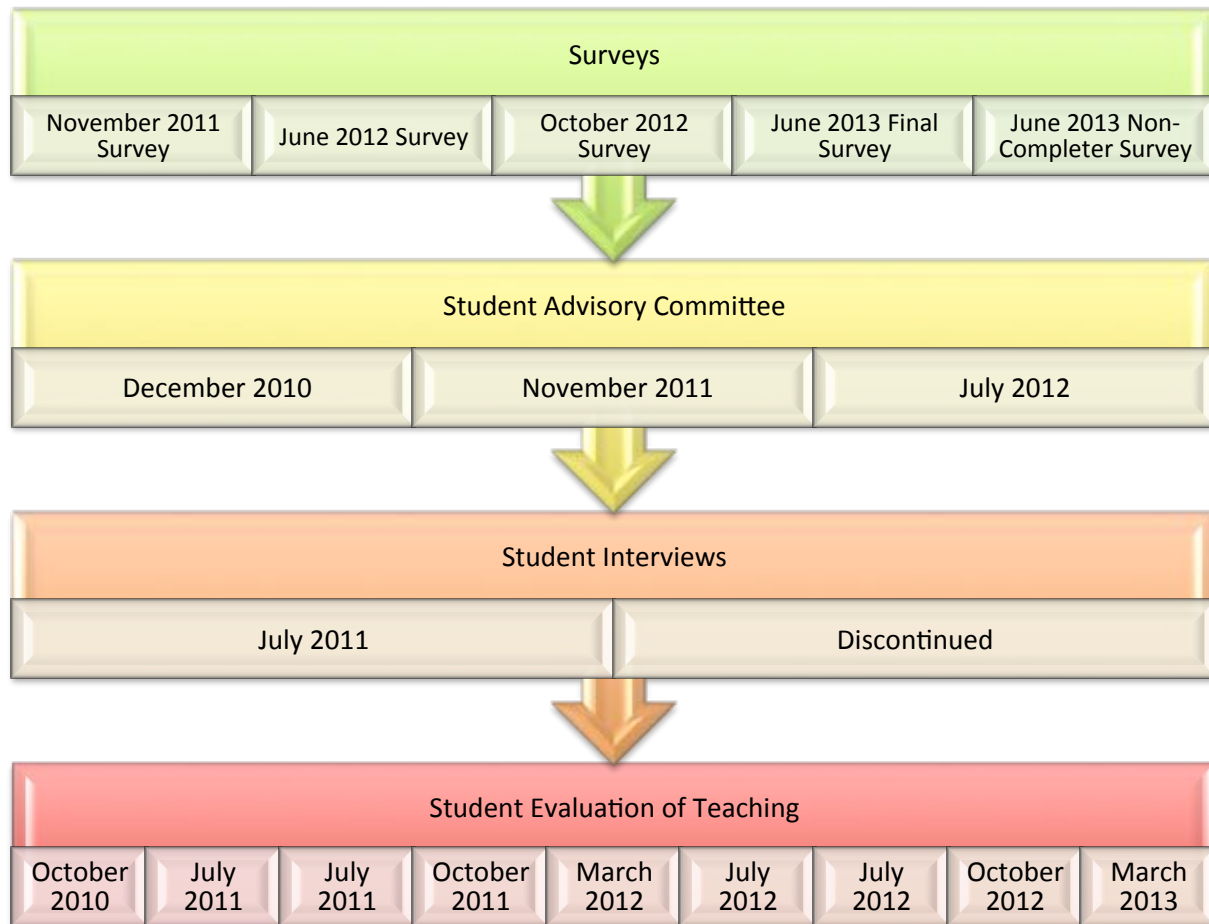 Surveys
November 2011
Survey
June 2012 Survey
October 2012
Survey
June 2013 Final
Survey
June 2013 Non-
Completer Survey
Student Advisory Committee
December 2010
November 2011
July 2012
Student Interviews
July 2011
Discontinued
Student Evaluation of Teaching
October
2010
July
2011
July
2011
October
2011
March
2012
July
2012
July
2012
October
2012
March
2013